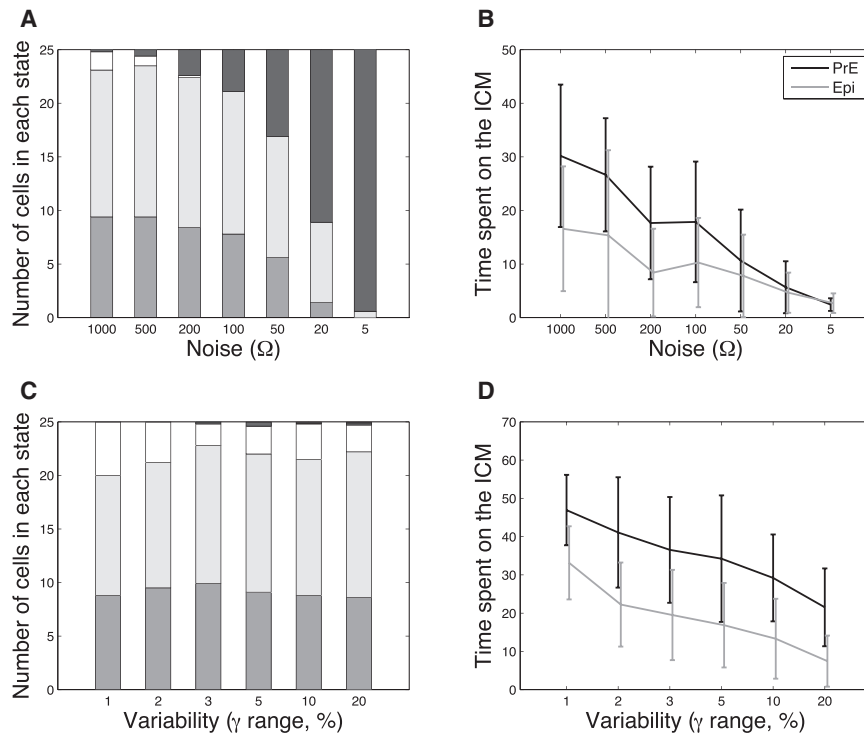 A
Number of cells in each state
25
20
15
10
5
0
1000 500 200 100 50 20 5
Noise (Ω)
B
Time spent on the ICM
50
40
30
20
10
0
PrE
Epi
1000 500 200 100 50 20 5
Noise (Ω)
C
Number of cells in each state
25
20
15
10
5
0
1 2 3 5 10 20
Variability (γ range, %)
D
Time spent on the ICM
70
60
50
40
30
20
10
0
1 2 3 5 10 20
Variability (γ range, %)